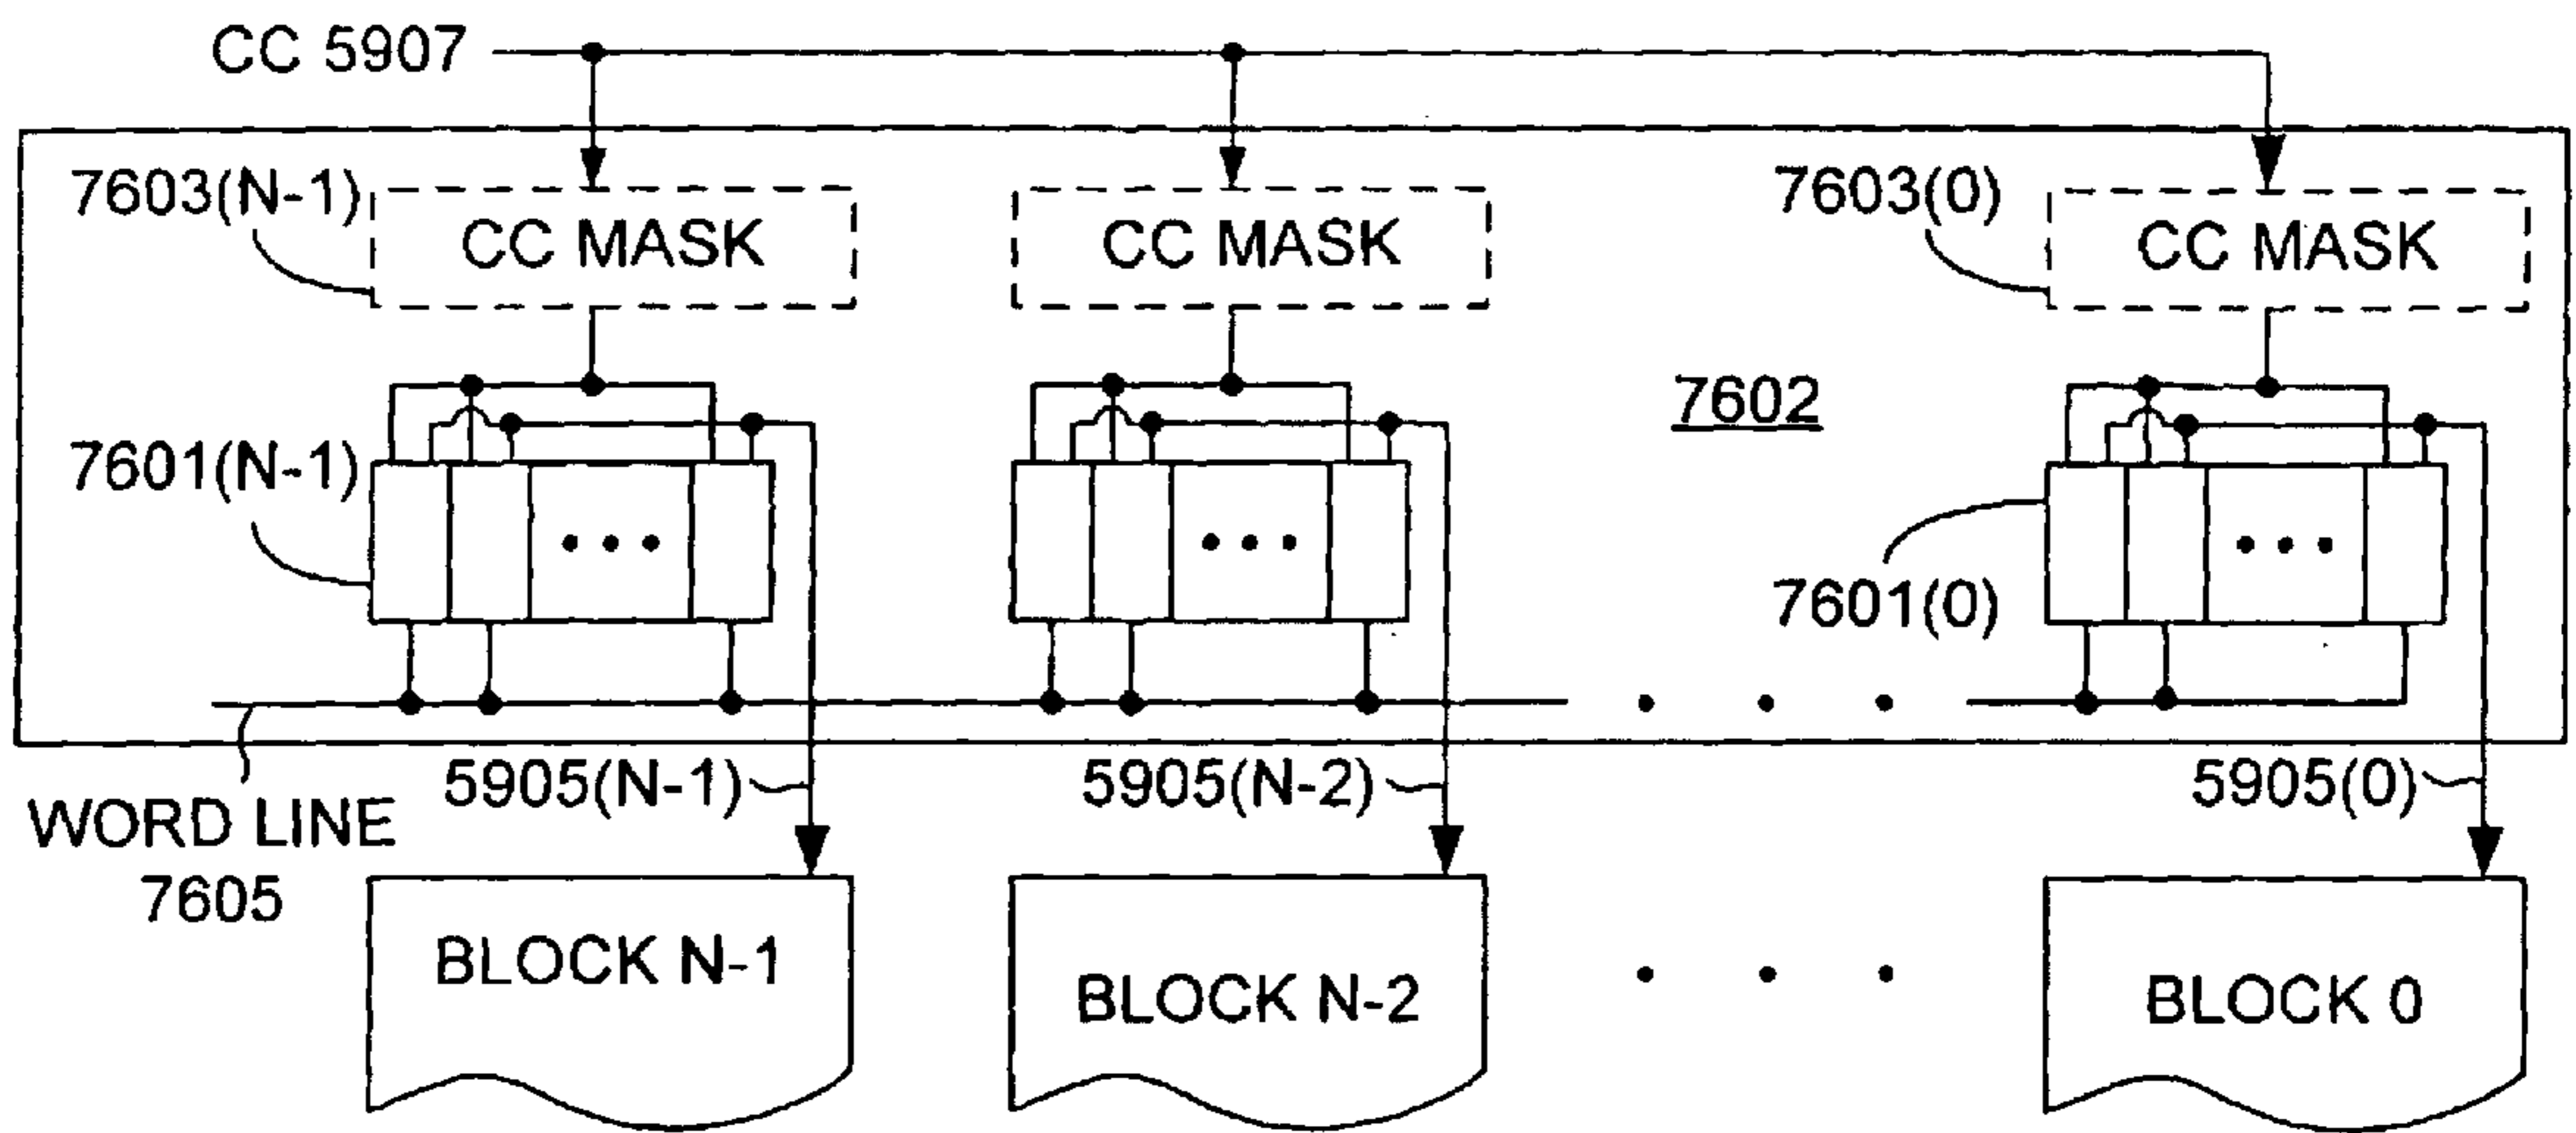 CC 5907
7603(N-1)
CC MASK
CC MASK
7603(0)
CC MASK
7602
7601(N-1)
7601(0)
5905(N-1)
5905(N-2)
5905(0)
WORD LINE
7605
BLOCK N-1
BLOCK N-2
BLOCK 0